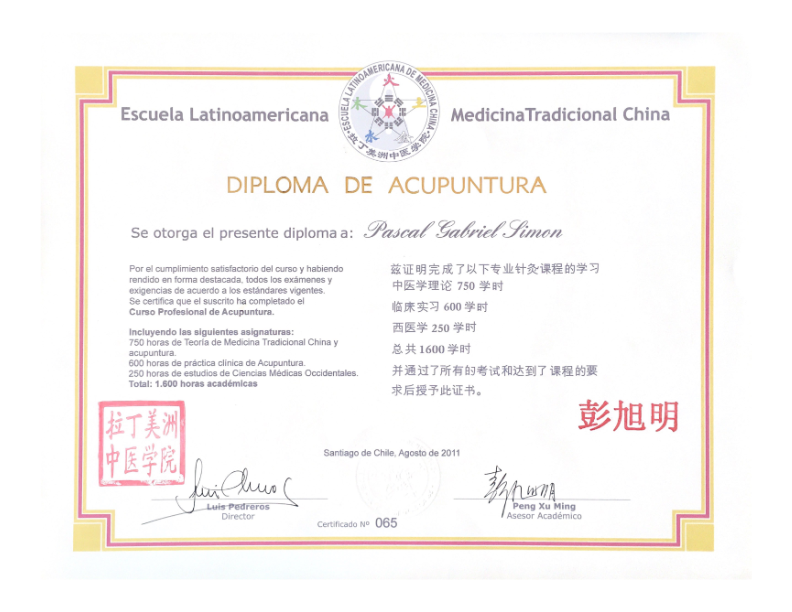 Escuela Latinoamericana
MedicinaTradicional China
•ESCUELA LATINOAMERICANA DE MEDICINA CHINA•
拉丁美洲中医学院
火
木
土
水
DIPLOMA DE ACUPUNTURA
Se otorga el presente diploma a: Pascal Gabriel Simon
Por el cumplimiento satisfactorio del curso y habiendo
rendido en forma destacada, todos los exámenes y
exigencias de acuerdo a los estándares vigentes.
Se certifica que el suscrito ha completado el
Curso Profesional de Acupuntura.
Incluyendo las siguientes asignaturas:
750 horas de Teoría de Medicina Tradicional China y
acupuntura.
600 horas de práctica clínica de Acupuntura.
250 horas de estudios de Ciencias Médicas Occidentales.
Total: 1.600 horas académicas
兹证明完成了以下专业针灸课程的学习
中医学理论 750 学时
临床实习 600 学时
西医学 250 学时
总共 1600 学时
并通过了所有的考试和达到了课程的要
求后授予此证书。
彭旭明
拉丁美洲
中医学院
Santiago de Chile, Agosto de 2011
Luis Pedreros
Director
Peng Xu Ming
Asesor Académico
Certificado Nº 065